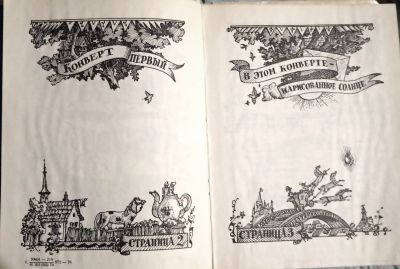 КОНВЕРТ ПЕРВЫЙ
СТРАНИЦА 2
В ЭТОМ КОНВЕРТЕ -
НАРИСОВАННОЕ СОЛНЦЕ
СТРАНИЦА 3